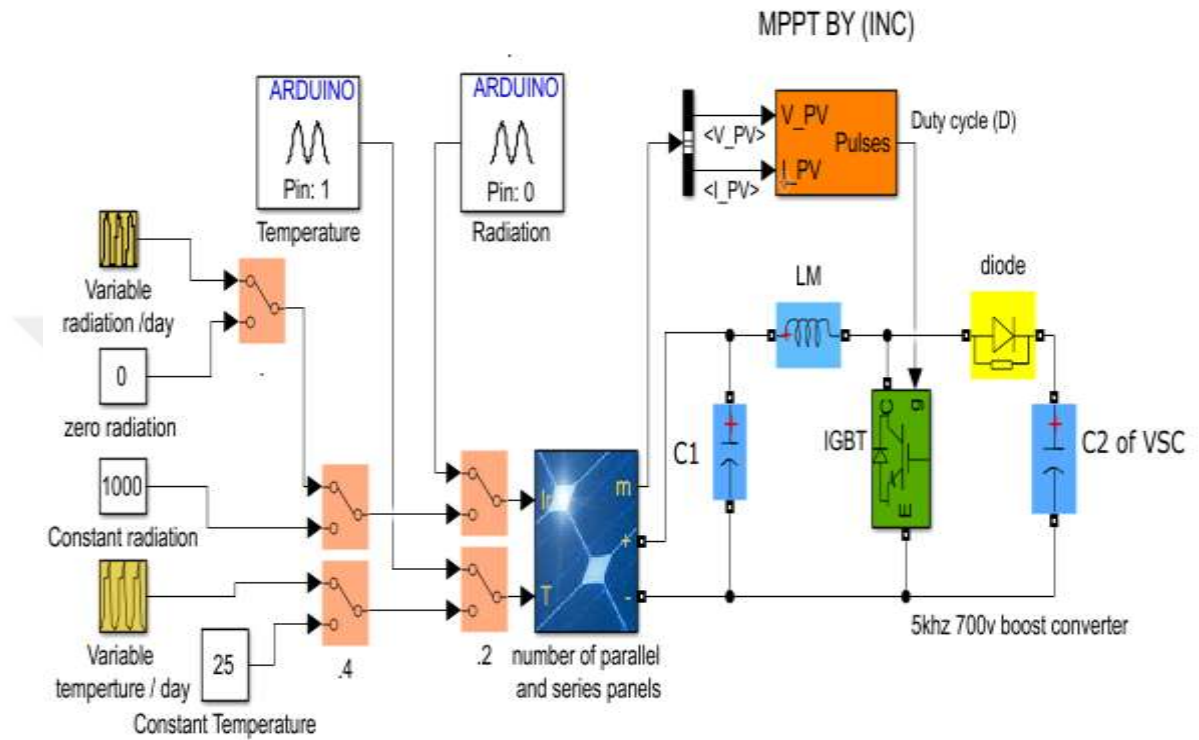 MPPT BY (INC)
ARDUINO
Pin: 1
Temperature
ARDUINO
Pin: 0
Radiation
V_PV
I_PV
Pulses
<V_PV>
<I_PV>
Duty cycle (D)
Variable
radiation /day
0
zero radiation
1000
Constant radiation
Variable
temperture / day
25
Constant Temperature
.4
.2
Ir
T
m
+
-
number of parallel
and series panels
C1
+
LM
+
diode
IGBT
C
g
E
C2 of VSC
+
5khz 700v boost converter